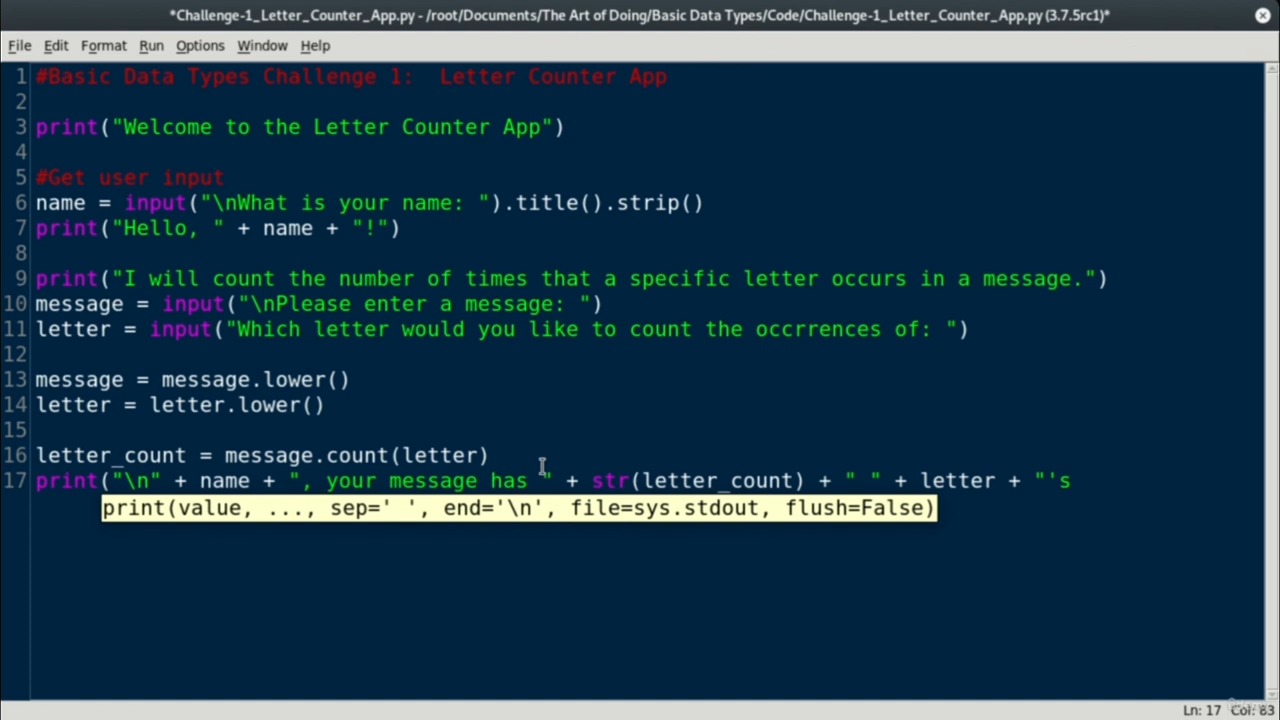 *Challenge-1_Letter_Counter_App.py - /root/Documents/The Art of Doing/Basic Data Types/Code/Challenge-1_Letter_Counter_App.py (3.7.5rc1)*
File Edit Format Run Options Window Help
1 #Basic Data Types Challenge 1:  Letter Counter App
2
3 print("Welcome to the Letter Counter App")
4
5 #Get user input
6 name = input("\nWhat is your name: ").title().strip()
7 print("Hello, " + name + "!")
8
9 print("I will count the number of times that a specific letter occurs in a message.")
10 message = input("\nPlease enter a message: ")
11 letter = input("Which letter would you like to count the occrrences of: ")
12
13 message = message.lower()
14 letter = letter.lower()
15
16 letter_count = message.count(letter)
17 print("\n" + name + ", your message has " + str(letter_count) + " " + letter + "'s
print(value, ..., sep=' ', end='\n', file=sys.stdout, flush=False)
Ln: 17 Col: 83